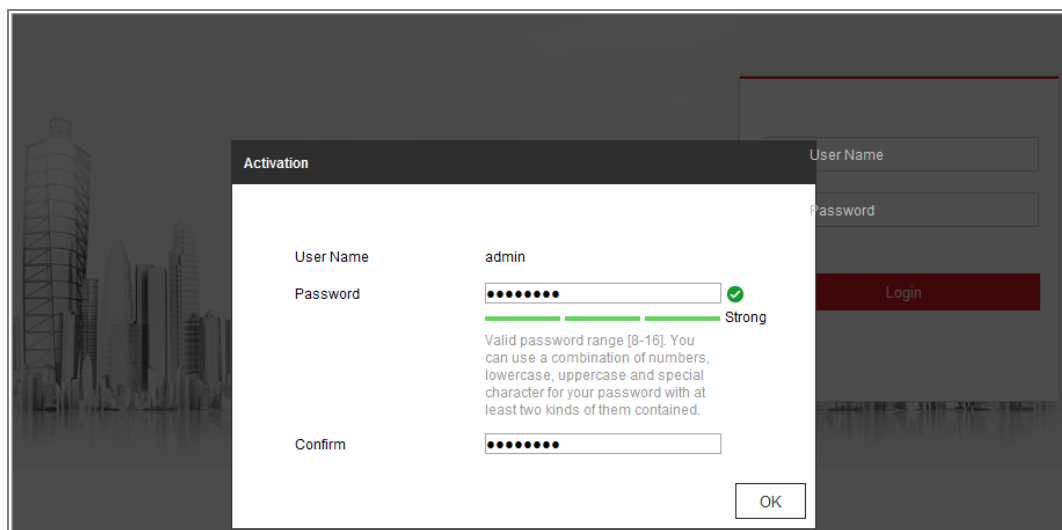 Activation
User Name
Password
Login
User Name admin
Password ●●●●●●●●
Strong
Valid password range [8-16]. You
can use a combination of numbers,
lowercase, uppercase and special
character for your password with at
least two kinds of them contained.
Confirm ●●●●●●●●
OK